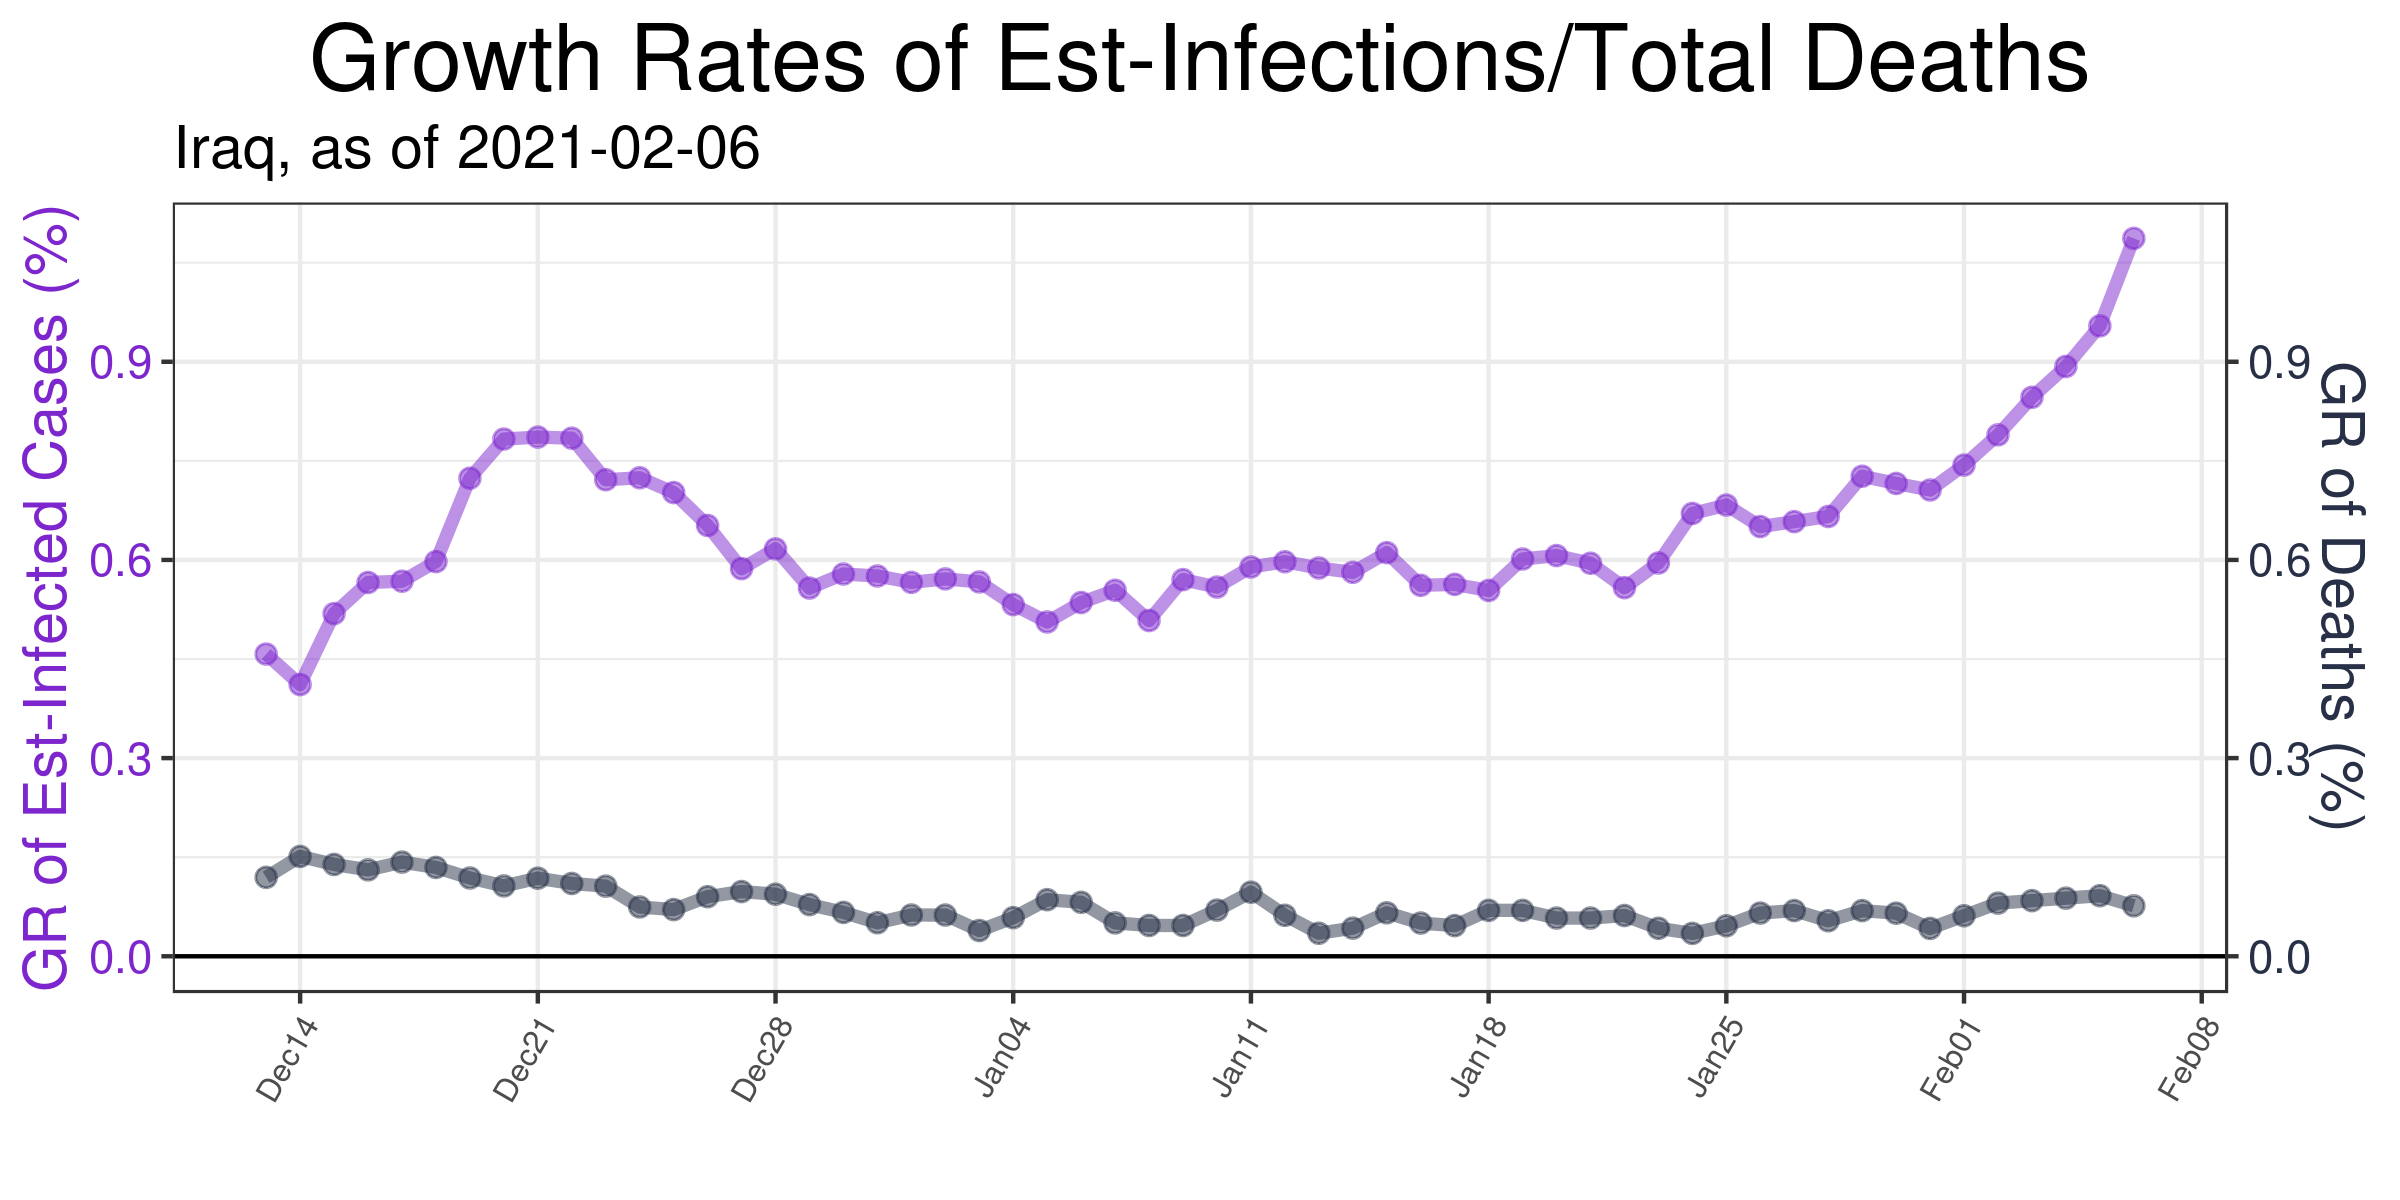 Growth Rates of Est-Infections/Total Deaths
Iraq, as of 2021-02-06
GR of Est-Infected Cases (%)
0.9
0.6
0.3
0.0
0.9
0.6
0.3
0.0
GR of Deaths (%)
Dec14
Dec21
Dec28
Jan04
Jan11
Jan18
Jan25
Feb01
Feb08